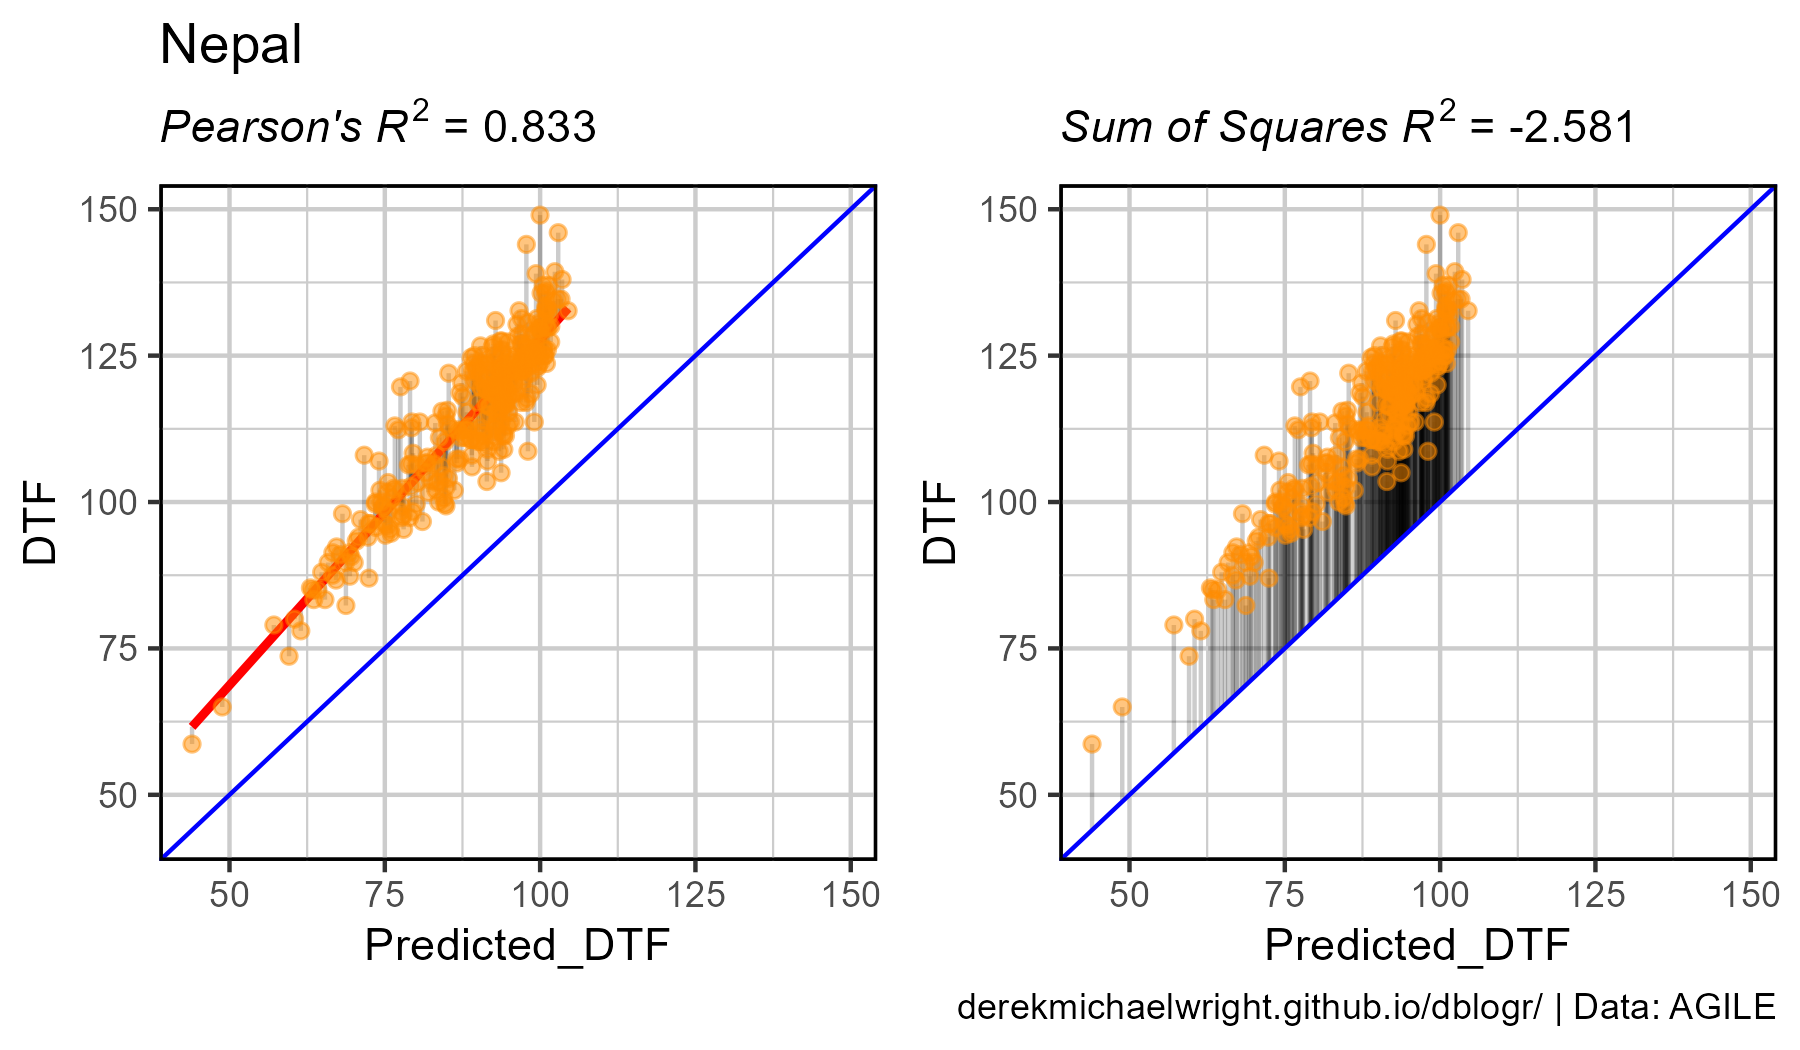 Nepal
Pearson's R² = 0.833
Sum of Squares R² = -2.581
DTF
150
125
100
75
50
50 75 100 125 150
Predicted_DTF
DTF
150
125
100
75
50
50 75 100 125 150
Predicted_DTF
derekmichaelwright.github.io/dblogr/ | Data: AGILE